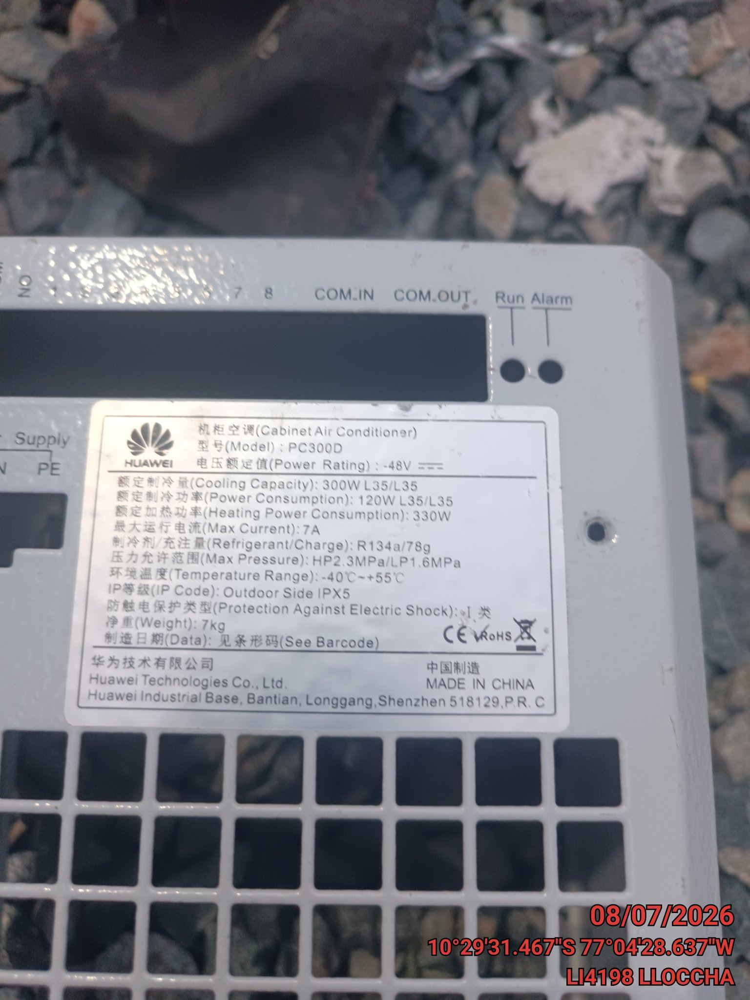 NO 1 2 3 4 5 6 7 8 COM_IN COM_OUT Run Alarm
Supply
N PE
HUAWEI
机柜空调(Cabinet Air Conditioner)
型号(Model) : PC300D
电压额定值(Power Rating) : -48V
额定制冷量(Cooling Capacity): 300W L35/L35
额定制冷功率(Power Consumption): 120W L35/L35
额定加热功率(Heating Power Consumption): 330W
最大运行电流(Max Current): 7A
制冷剂/充注量(Refrigerant/Charge): R134a/78g
压力允许范围(Max Pressure): HP2.3MPa/LP1.6MPa
环境温度(Temperature Range): -40℃~+55℃
IP等级(IP Code): Outdoor Side IPX5
防触电保护类型(Protection Against Electric Shock): I 类
净重(Weight): 7kg
制造日期(Data): 见条形码(See Barcode)
CE RoHS
华为技术有限公司
中国制造
Huawei Technologies Co., Ltd.
MADE IN CHINA
Huawei Industrial Base, Bantian, Longgang,Shenzhen 518129,P.R. C
08/07/2026
10°29'31.467"S 77°04'28.637"W
LI4198 LLOCCHA